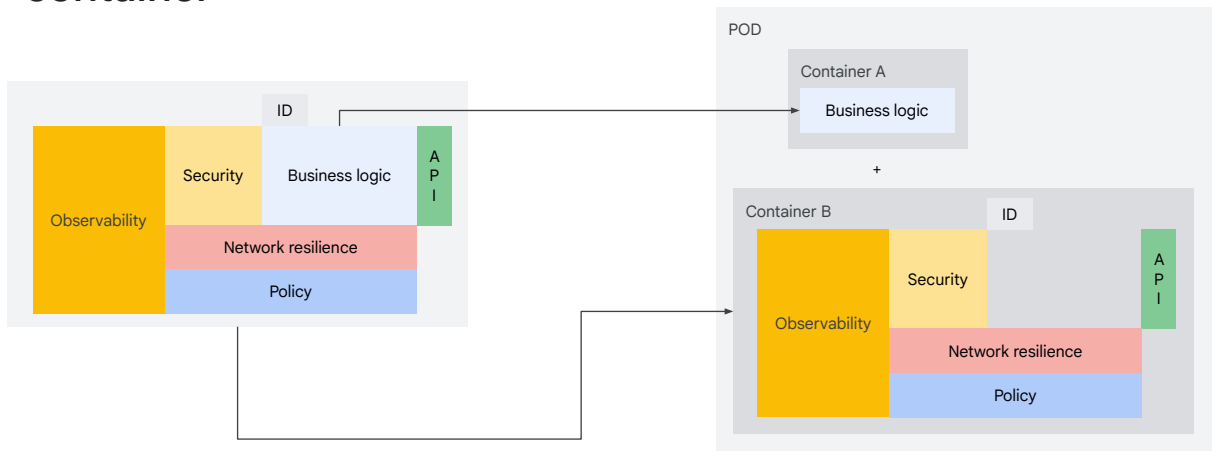 container
ID
Observability
Security
Business logic
A
P
I
Network resilience
Policy
POD
Container A
Business logic
+
Container B
ID
Observability
Security
A
P
I
Network resilience
Policy